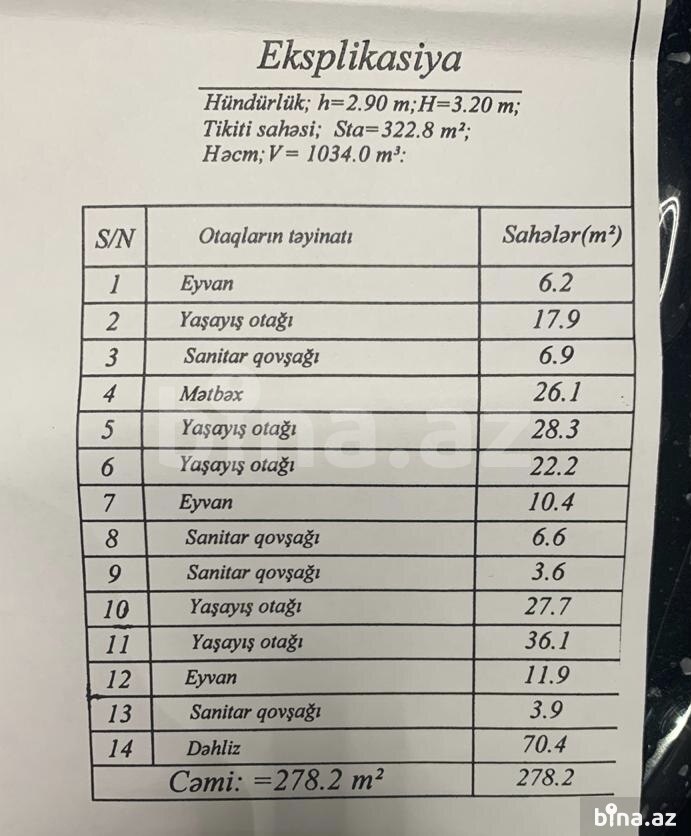 Eksplikasiya
Hündürlük; h=2.90 m;H=3.20 m;
Tikiti sahəsi; Sta=322.8 m²;
Həcm; V= 1034.0 m³:
S/N Otaqların təyinatı Sahələr(m²)
1 Eyvan 6.2
2 Yaşayış otağı 17.9
3 Sanitar qovşağı 6.9
4 Mətbəx 26.1
5 Yaşayış otağı 28.3
6 Yaşayış otağı 22.2
7 Eyvan 10.4
8 Sanitar qovşağı 6.6
9 Sanitar qovşağı 3.6
10 Yaşayış otağı 27.7
11 Yaşayış otağı 36.1
12 Eyvan 11.9
13 Sanitar qovşağı 3.9
14 Dəhliz 70.4
Cəmi: =278.2 m² 278.2
bina.az
bina.az